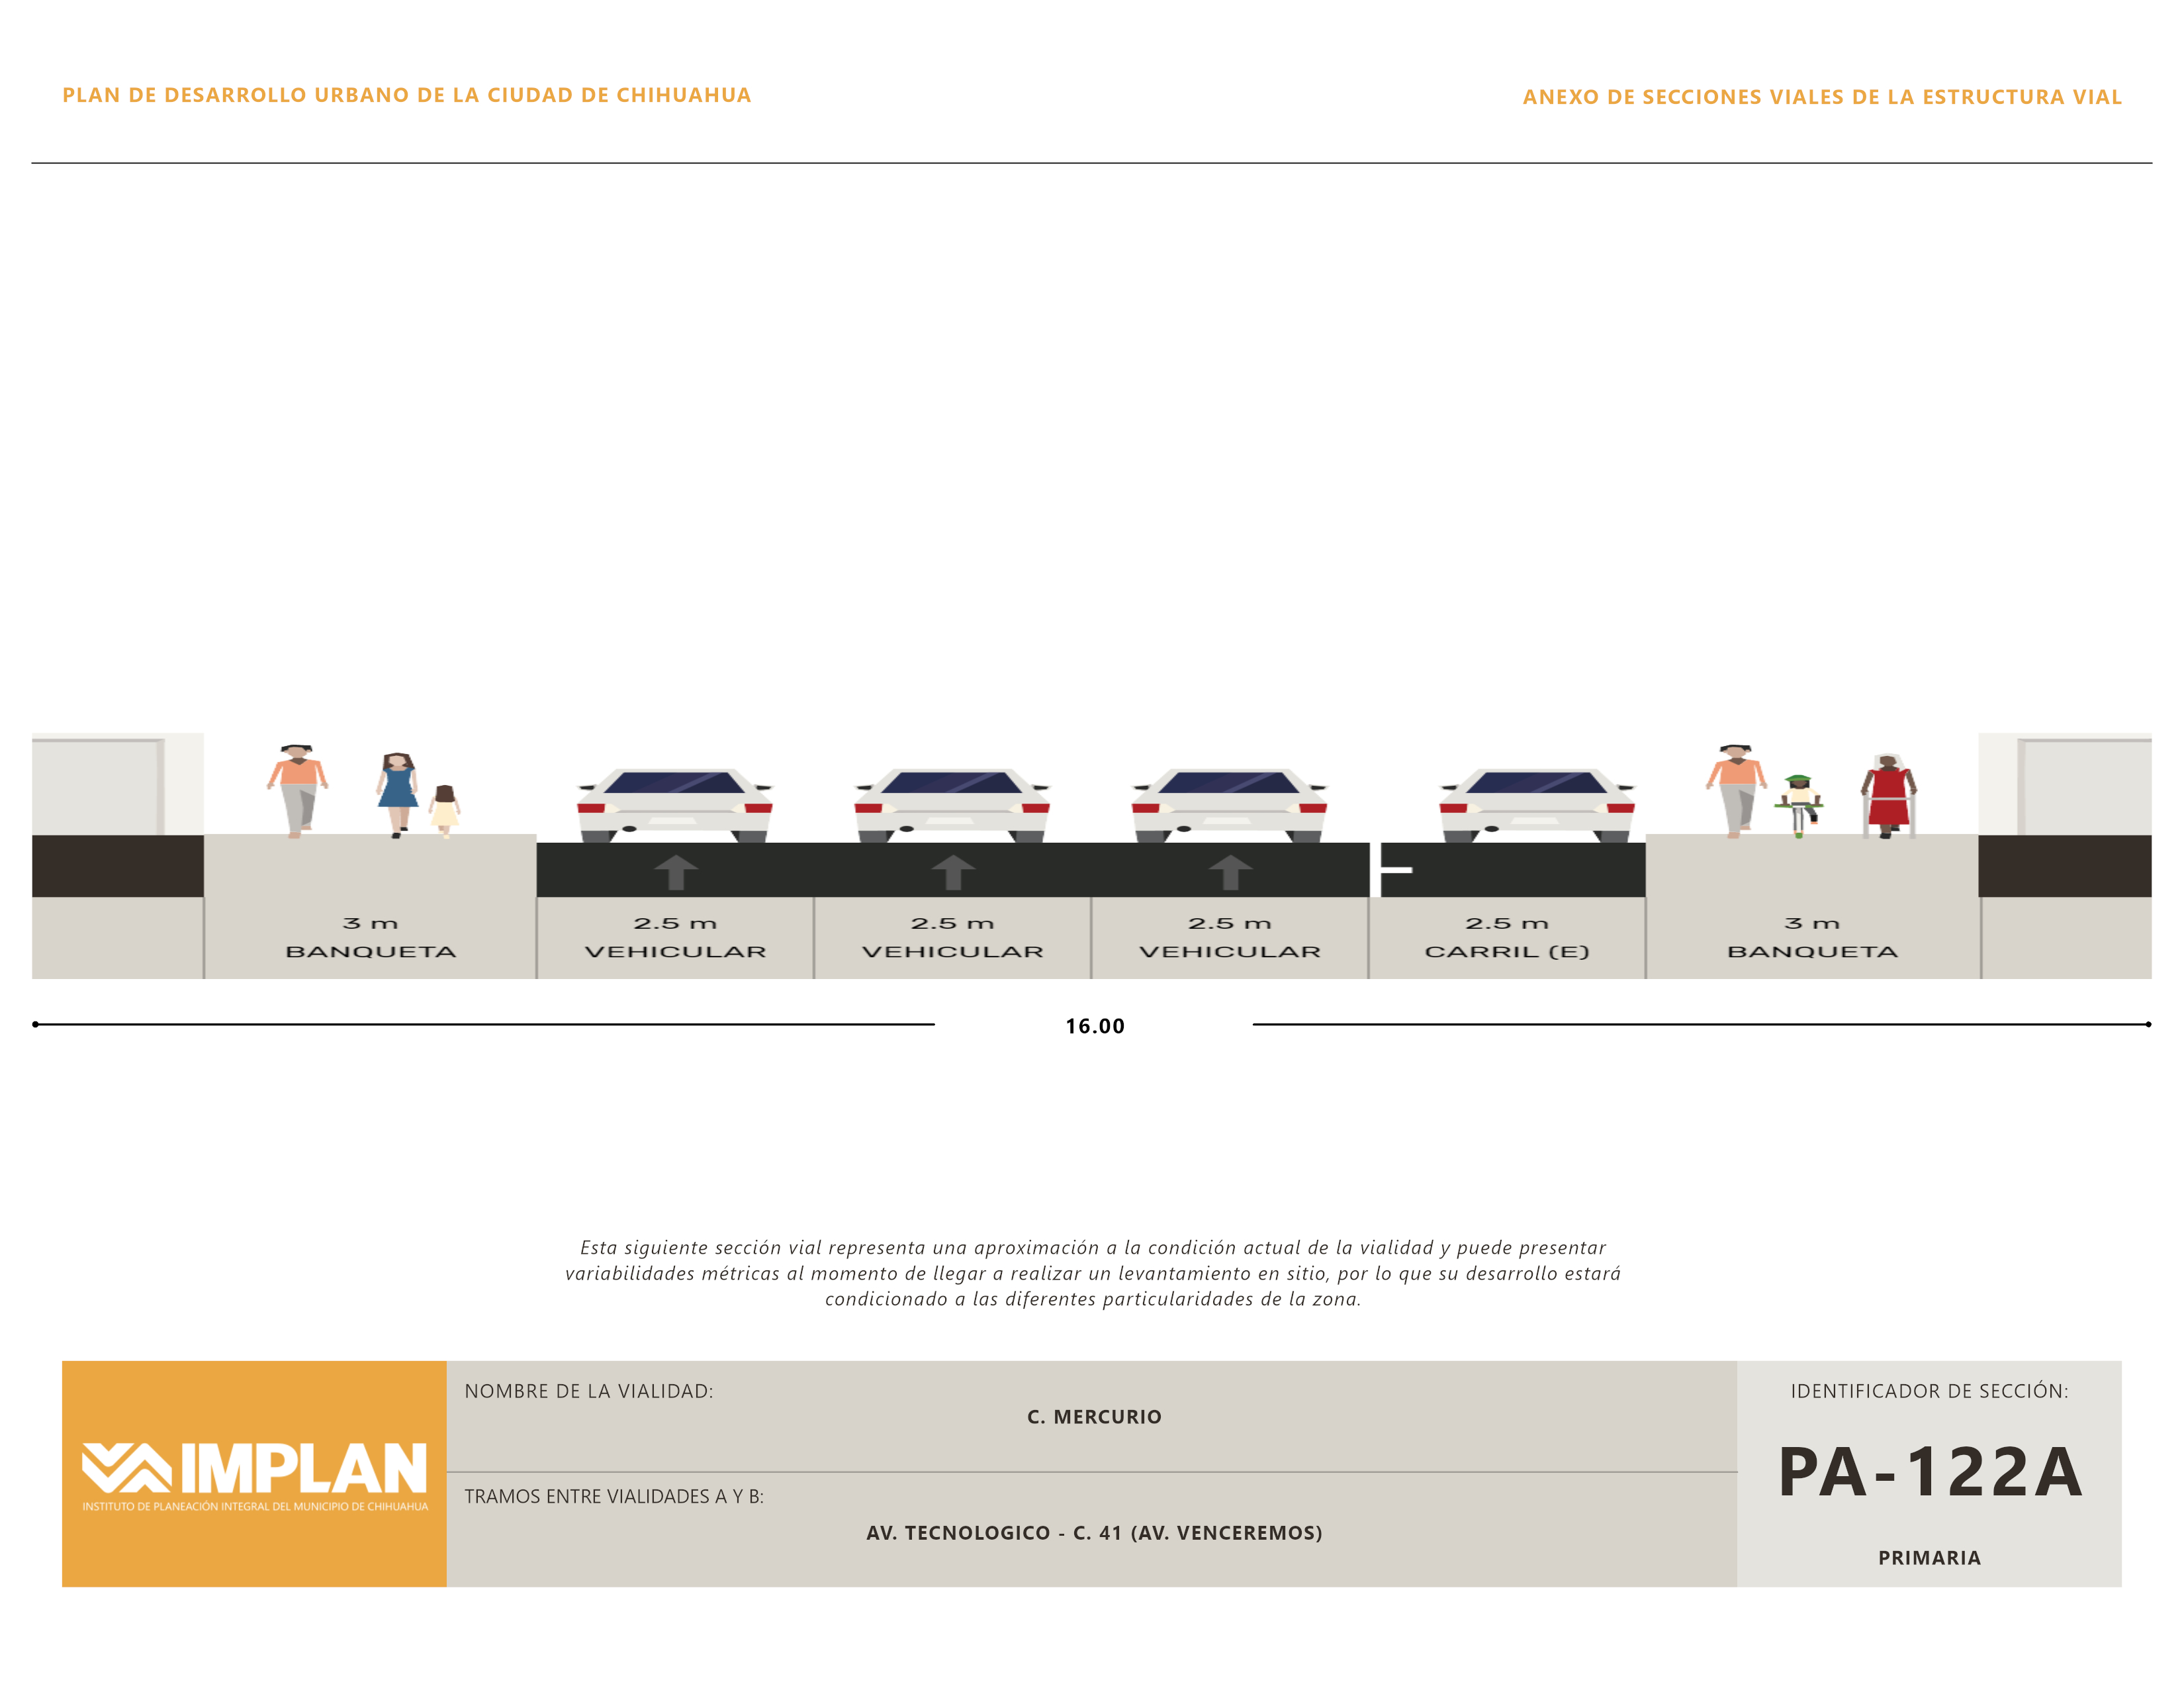 PLAN DE DESARROLLO URBANO DE LA CIUDAD DE CHIHUAHUA
ANEXO DE SECCIONES VIALES DE LA ESTRUCTURA VIAL
3 m
BANQUETA
2.5 m
VEHICULAR
2.5 m
VEHICULAR
2.5 m
VEHICULAR
2.5 m
CARRIL (E)
3 m
BANQUETA
16.00
Esta siguiente sección vial representa una aproximación a la condición actual de la vialidad y puede presentar
variabilidades métricas al momento de llegar a realizar un levantamiento en sitio, por lo que su desarrollo estará
condicionado a las diferentes particularidades de la zona.
IMPLAN
INSTITUTO DE PLANEACIÓN INTEGRAL DEL MUNICIPIO DE CHIHUAHUA
NOMBRE DE LA VIALIDAD:
C. MERCURIO
TRAMOS ENTRE VIALIDADES A Y B:
AV. TECNOLOGICO - C. 41 (AV. VENCEREMOS)
IDENTIFICADOR DE SECCIÓN:
PA-122A
PRIMARIA